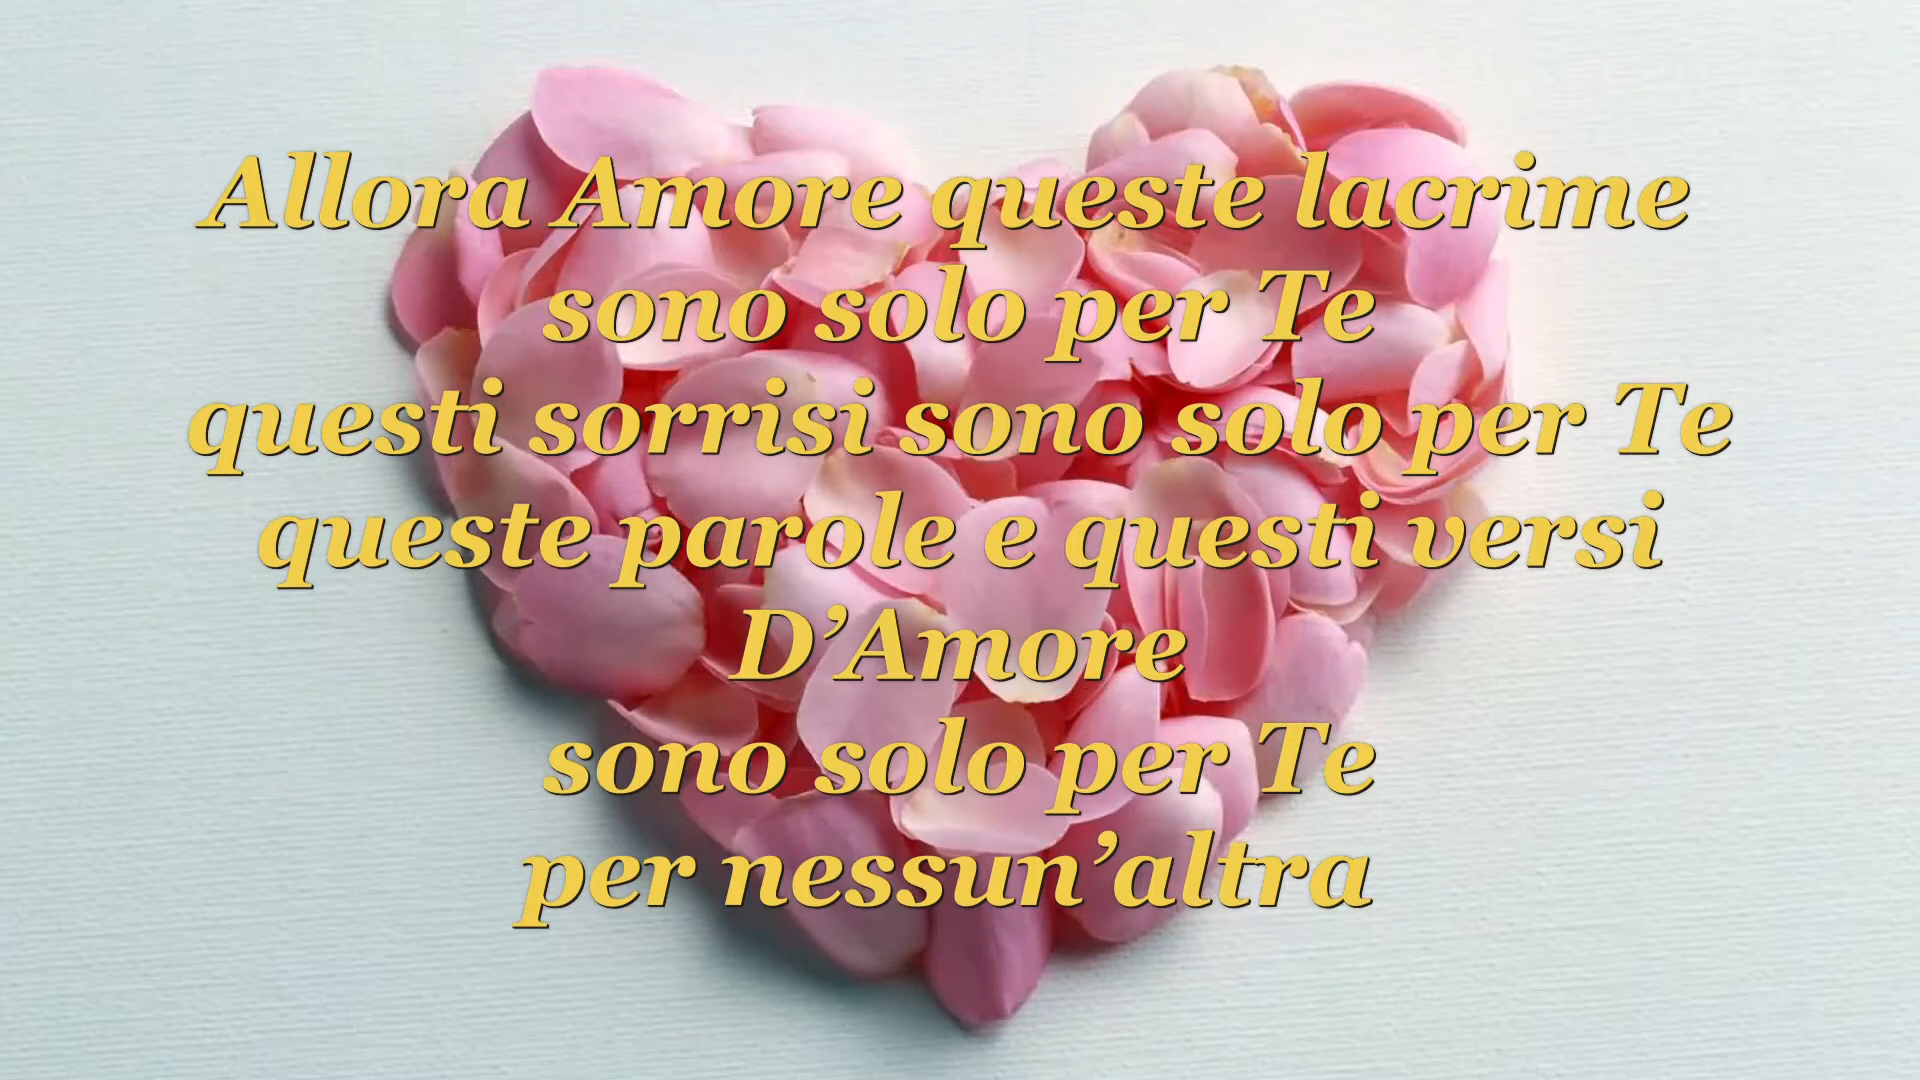 Allora Amore queste lacrime
sono solo per Te
questi sorrisi sono solo per Te
queste parole e questi versi
D’Amore
sono solo per Te
per nessun’altra